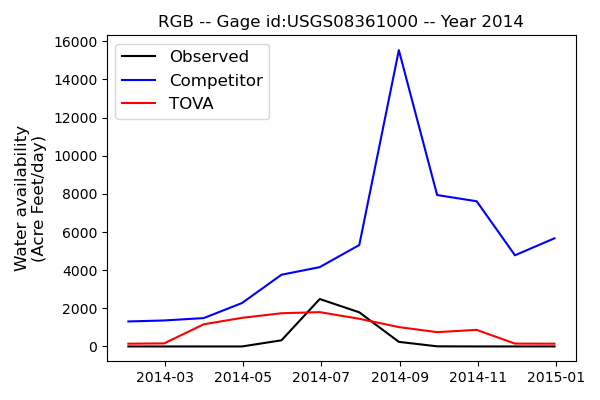 RGB -- Gage id:USGS08361000 -- Year 2014
Observed
Competitor
TOVA
Water availability
(Acre Feet/day)
16000
14000
12000
10000
8000
6000
4000
2000
0
2014-03 2014-05 2014-07 2014-09 2014-11 2015-01